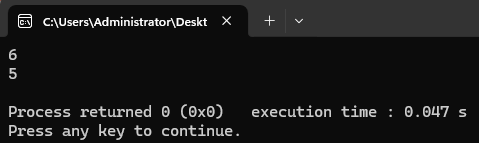 C:\Users\Administrator\Deskt
6
5
Process returned 0 (0x0)   execution time : 0.047 s
Press any key to continue.